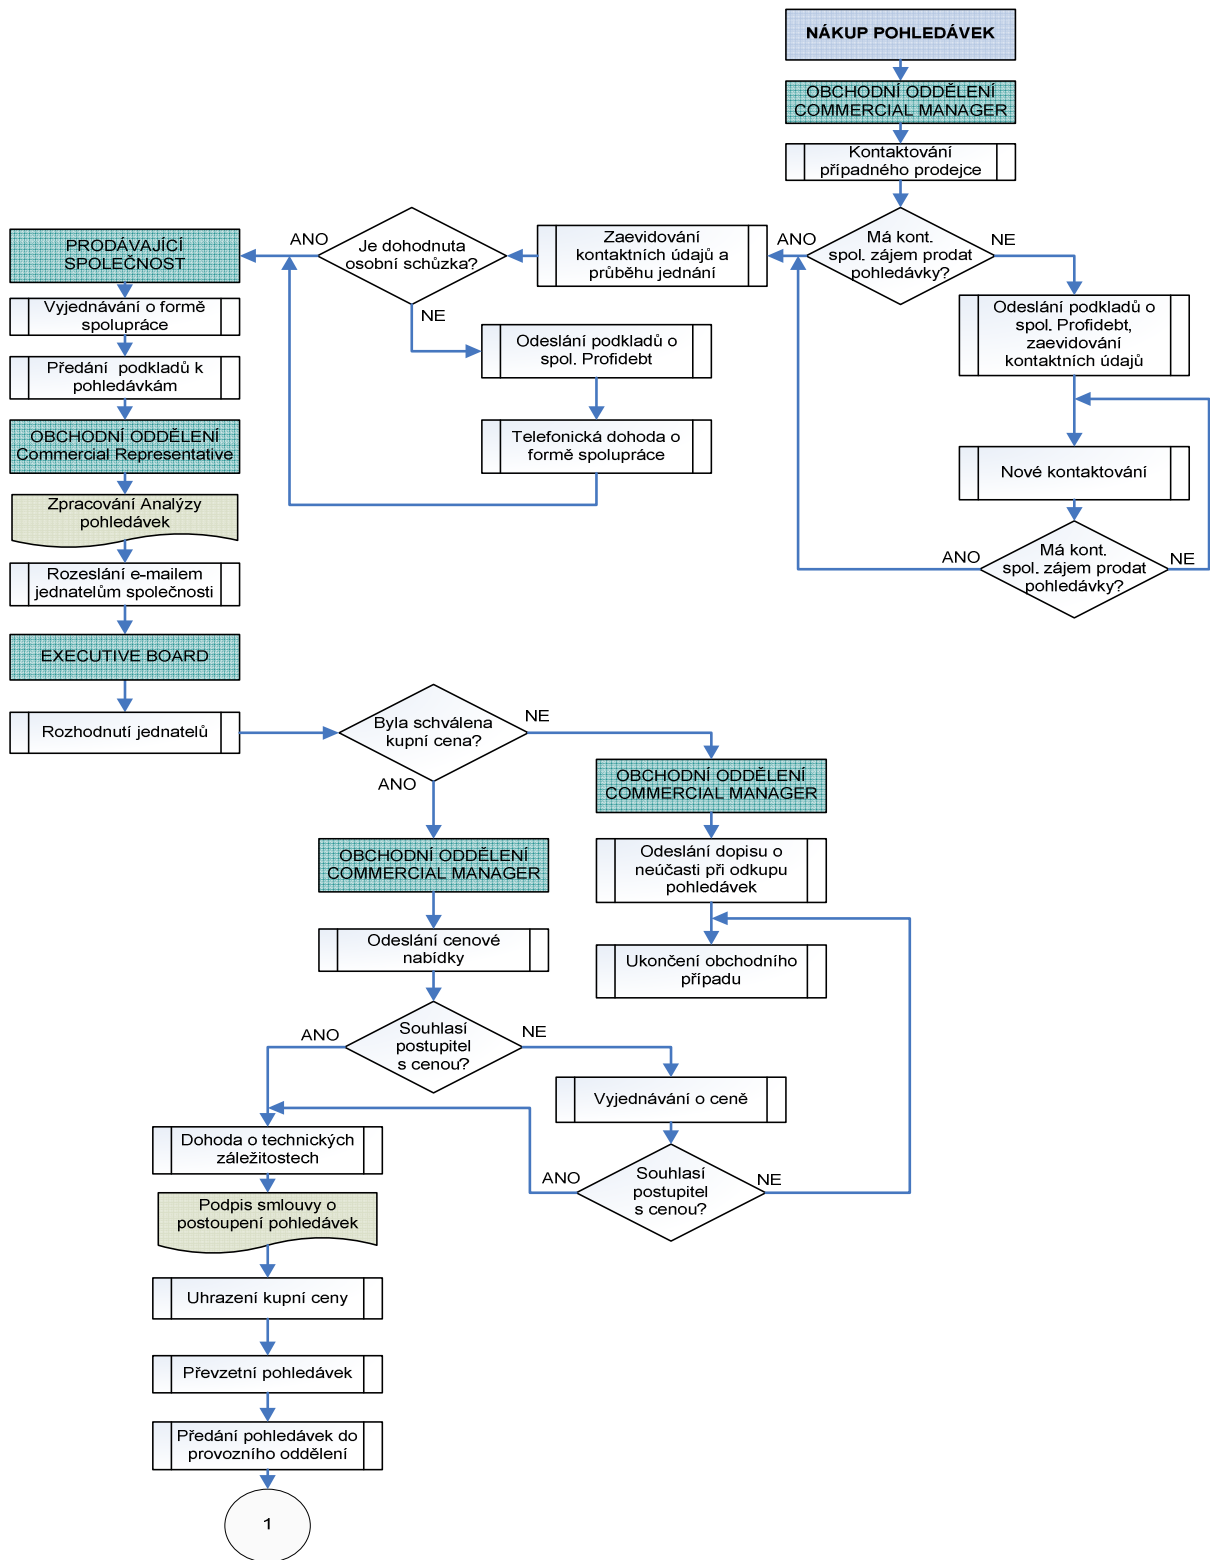 NÁKUP POHLEDÁVEK
OBCHODNÍ ODDĚLENÍ
COMMERCIAL MANAGER
Kontaktování
případného prodejce
Má kont.
spol. zájem prodat
pohledávky?
ANO
NE
Zaevidování
kontaktních údajů a
průběhu jednání
Je dohodnuta
osobní schůzka?
ANO
NE
PRODÁVAJÍCÍ
SPOLEČNOST
Odeslání podkladů o
spol. Profidebt,
zaevidování
kontaktních údajů
Vyjednávání o formě
spolupráce
Odeslání podkladů o
spol. Profidebt
Předání  podkladů k
pohledávkám
Telefonická dohoda o
formě spolupráce
Nové kontaktování
OBCHODNÍ ODDĚLENÍ
Commercial Representative
Zpracování Analýzy
pohledávek
Má kont.
spol. zájem prodat
pohledávky?
ANO
NE
Rozeslání e-mailem
jednatelům společnosti
EXECUTIVE BOARD
Rozhodnutí jednatelů
Byla schválena
kupní cena?
NE
ANO
OBCHODNÍ ODDĚLENÍ
COMMERCIAL MANAGER
OBCHODNÍ ODDĚLENÍ
COMMERCIAL MANAGER
Odeslání dopisu o
neúčasti při odkupu
pohledávek
Odeslání cenové
nabídky
Ukončení obchodního
případu
Souhlasí
postupitel
s cenou?
ANO
NE
Vyjednávání o ceně
Dohoda o technických
záležitostech
Souhlasí
postupitel
s cenou?
ANO
NE
Podpis smlouvy o
postoupení pohledávek
Uhrazení kupní ceny
Převzetní pohledávek
Předání pohledávek do
provozního oddělení
1